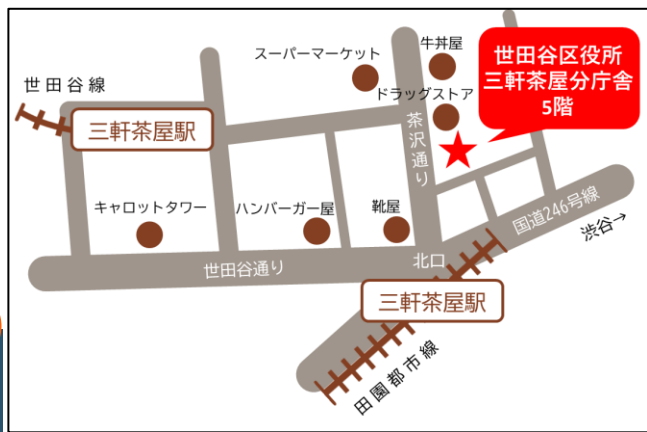 世田谷線
三軒茶屋駅
スーパーマーケット
牛丼屋
ドラッグストア
世田谷区役所
三軒茶屋分庁舎
5階
茶沢通り
キャロットタワー
ハンバーガー屋
靴屋
国道246号線
渋谷→
世田谷通り
北口
三軒茶屋駅
田園都市線